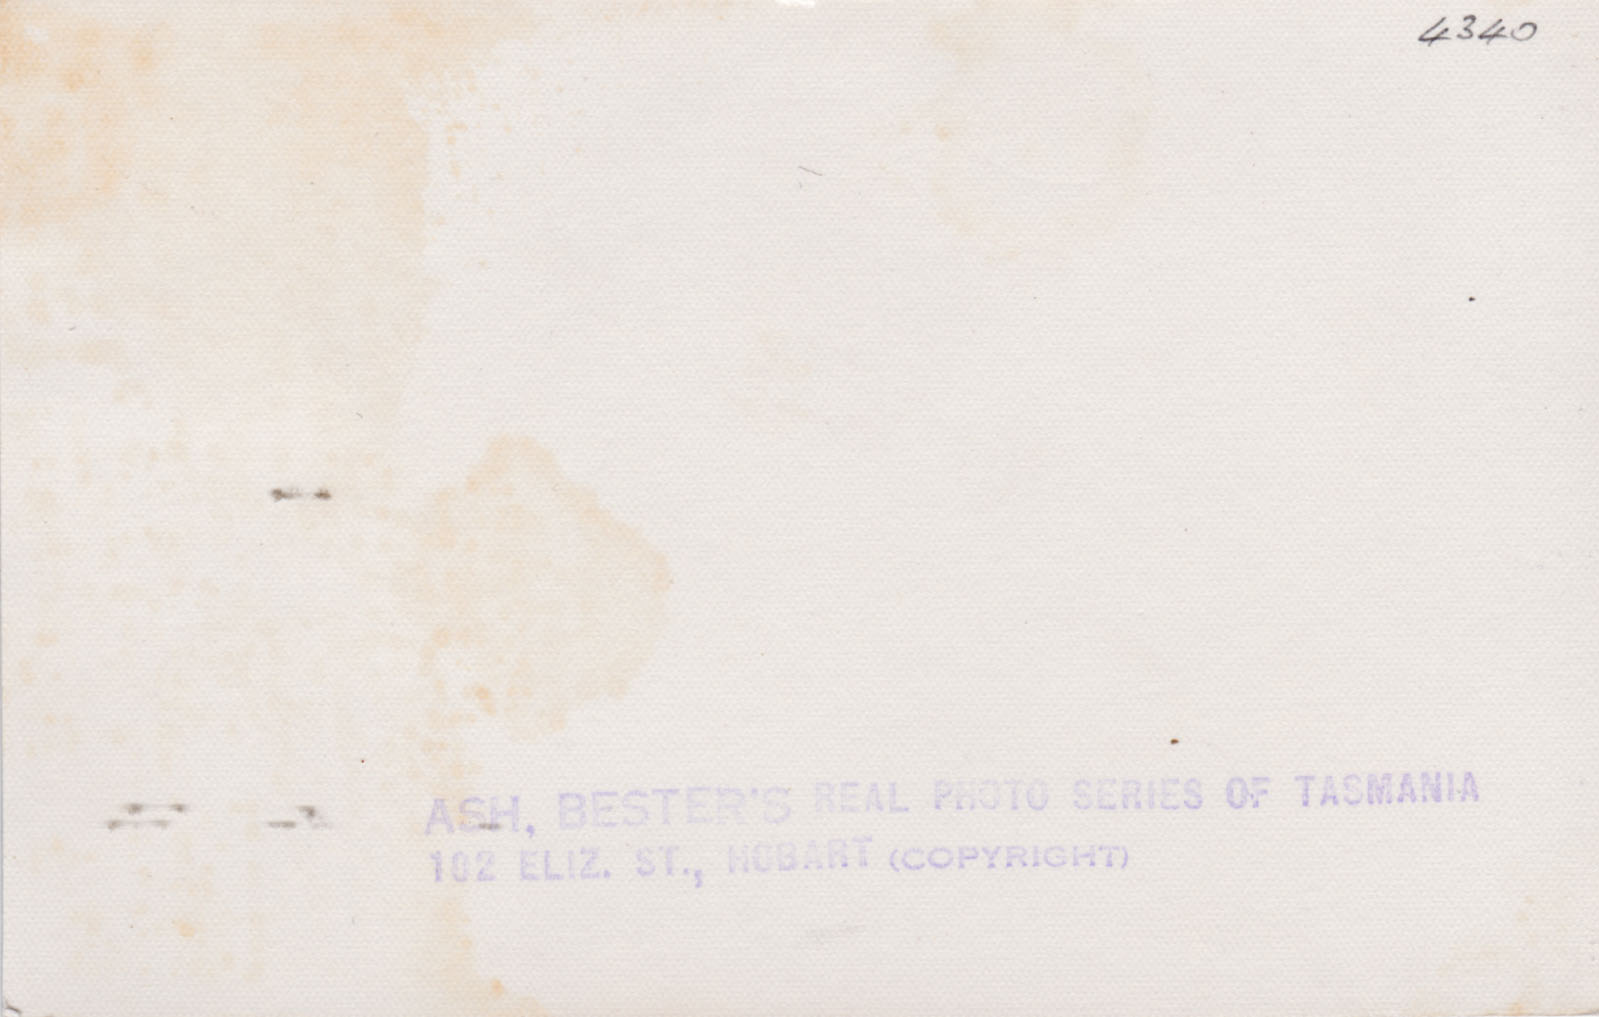 4340
ASH, BESTER'S REAL PHOTO SERIES OF TASMANIA
102 ELIZ. ST., HOBART (COPYRIGHT)